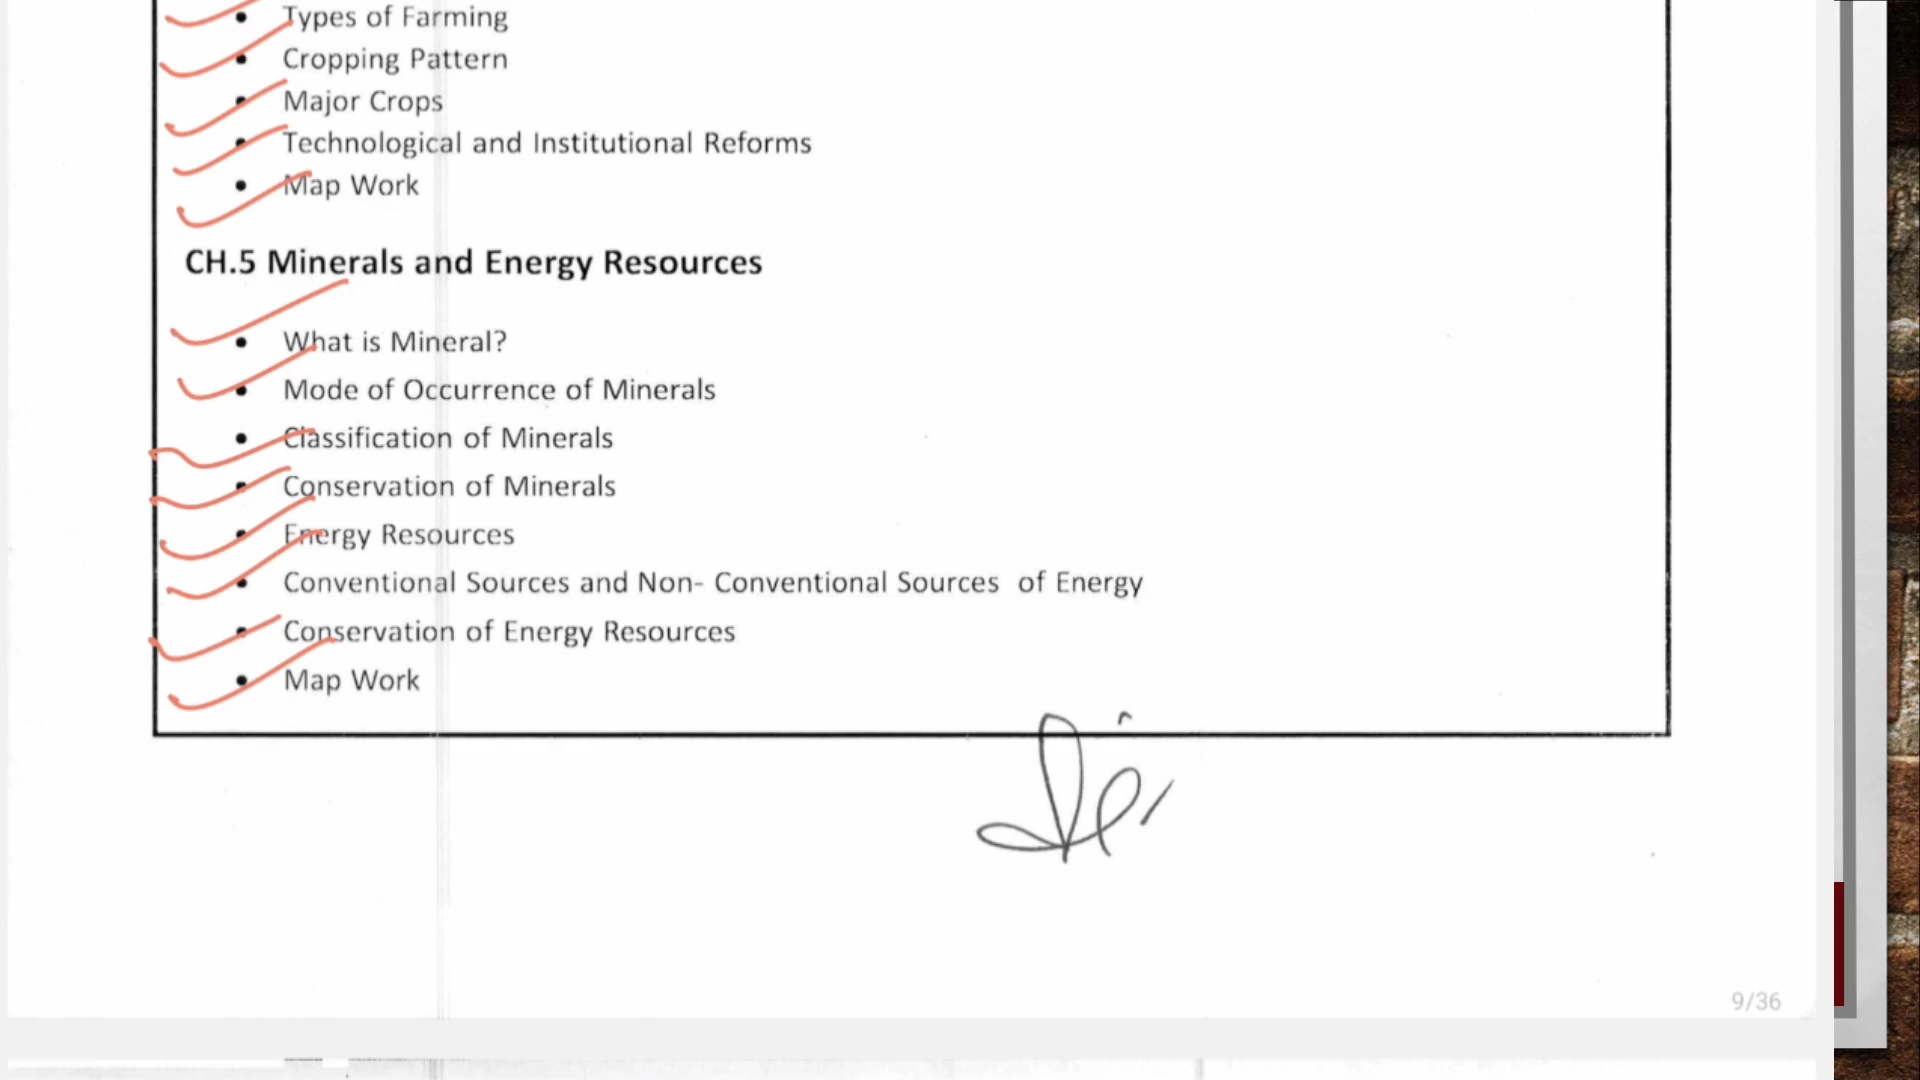 • Types of Farming
• Cropping Pattern
• Major Crops
• Technological and Institutional Reforms
• Map Work
CH.5 Minerals and Energy Resources
• What is Mineral?
• Mode of Occurrence of Minerals
• Classification of Minerals
• Conservation of Minerals
• Energy Resources
• Conventional Sources and Non- Conventional Sources  of Energy
• Conservation of Energy Resources
• Map Work
9/36